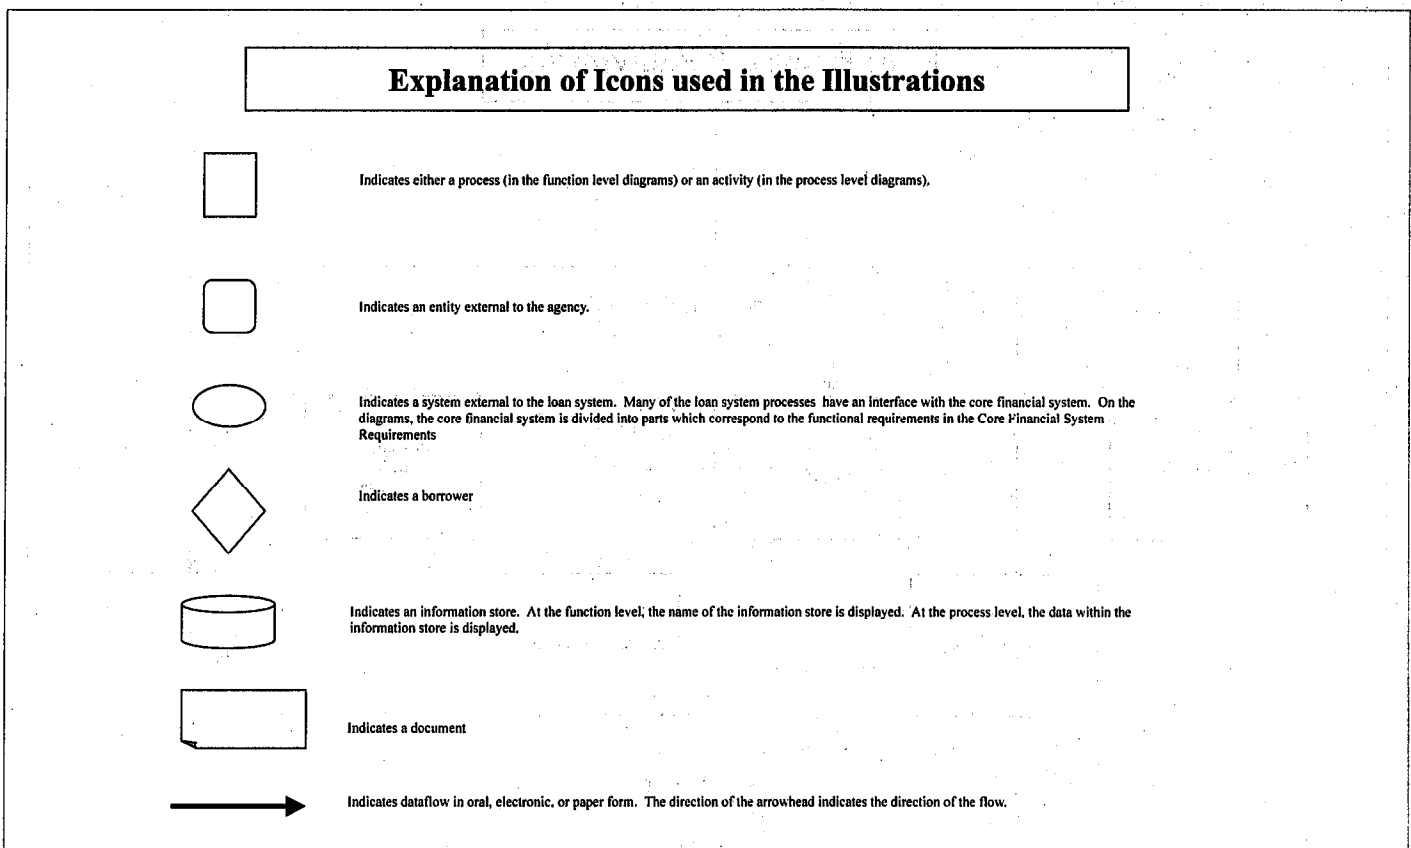 Explanation of Icons used in the Illustrations
Indicates either a process (in the function level diagrams) or an activity (in the process level diagrams),
Indicates an entity external to the agency.
Indicates a system external to the loan system. Many of the loan system processes have an interface with the core financial system. On the
diagrams, the core financial system is divided into parts which correspond to the functional requirements in the Core Financial System
Requirements
Indicates a borrower
Indicates an information store. At the function level, the name of the information store is displayed. At the process level, the data within the
information store is displayed.
Indicates a document
Indicates dataflow in oral, electronic, or paper form. The direction of the arrowhead indicates the direction of the flow.